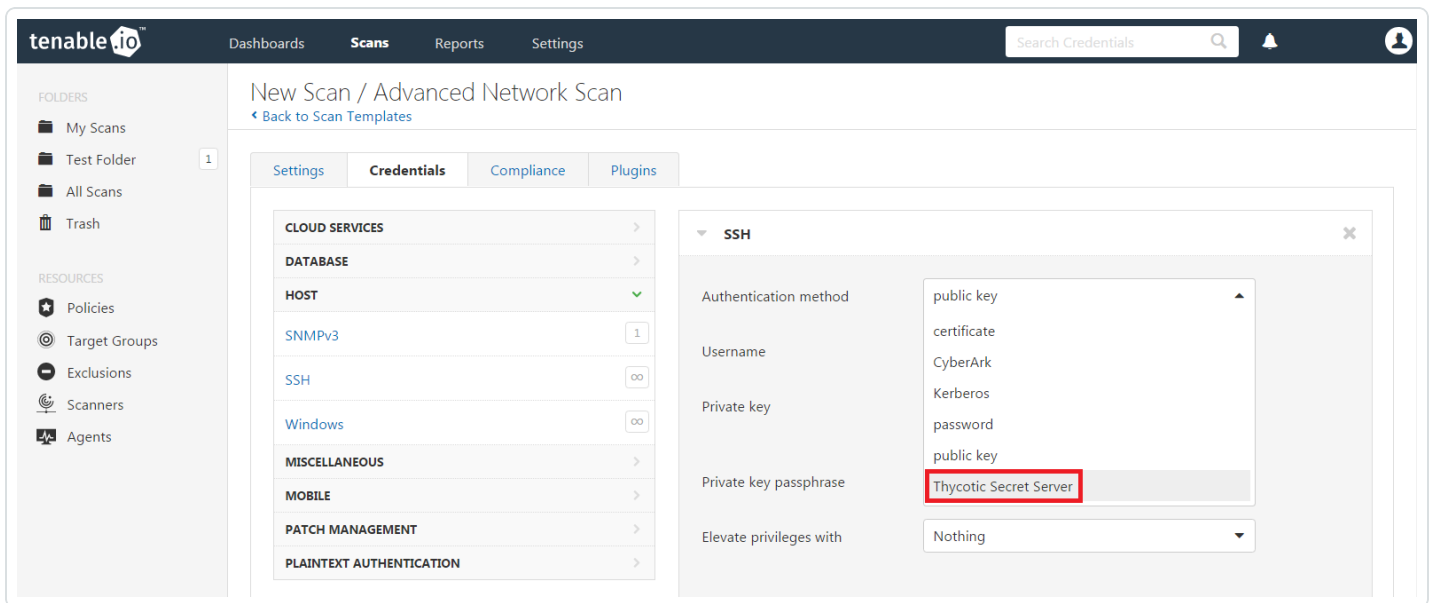 tenable.io™
Dashboards Scans Reports Settings Search Credentials
FOLDERS
My Scans
Test Folder 1
All Scans
Trash
RESOURCES
Policies
Target Groups
Exclusions
Scanners
Agents
New Scan / Advanced Network Scan
Back to Scan Templates
Settings Credentials Compliance Plugins
CLOUD SERVICES
DATABASE
HOST
SNMPv3 1
SSH ∞
Windows ∞
MISCELLANEOUS
MOBILE
PATCH MANAGEMENT
PLAINTEXT AUTHENTICATION
SSH
Authentication method public key
certificate
Username
CyberArk
Kerberos
Private key
password
public key
Private key passphrase Thycotic Secret Server
Elevate privileges with Nothing